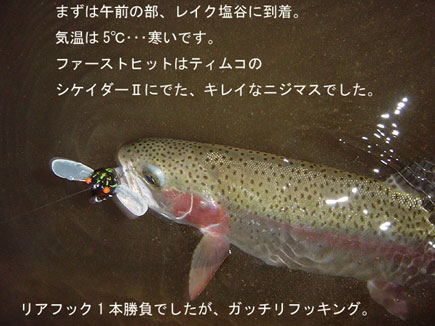 まずは午前の部、レイク塩谷に到着。
気温は5℃･･･寒いです。
ファーストヒットはティムコの
シケイダーⅡにでた、キレイなニジマスでした。
リアフック1本勝負でしたが、ガッチリフッキング。